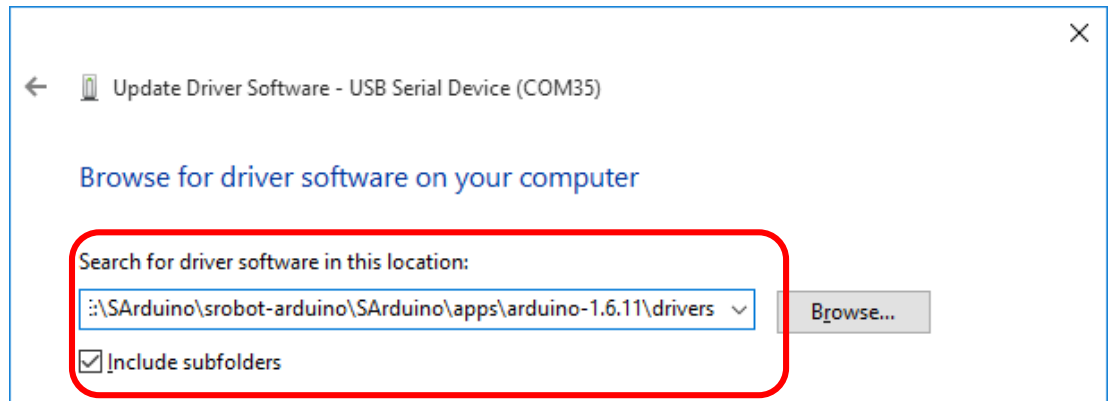 Update Driver Software - USB Serial Device (COM35)
Browse for driver software on your computer
Search for driver software in this location:
:\SArduino\srobot-arduino\SArduino\apps\arduino-1.6.11\drivers
Browse...
Include subfolders